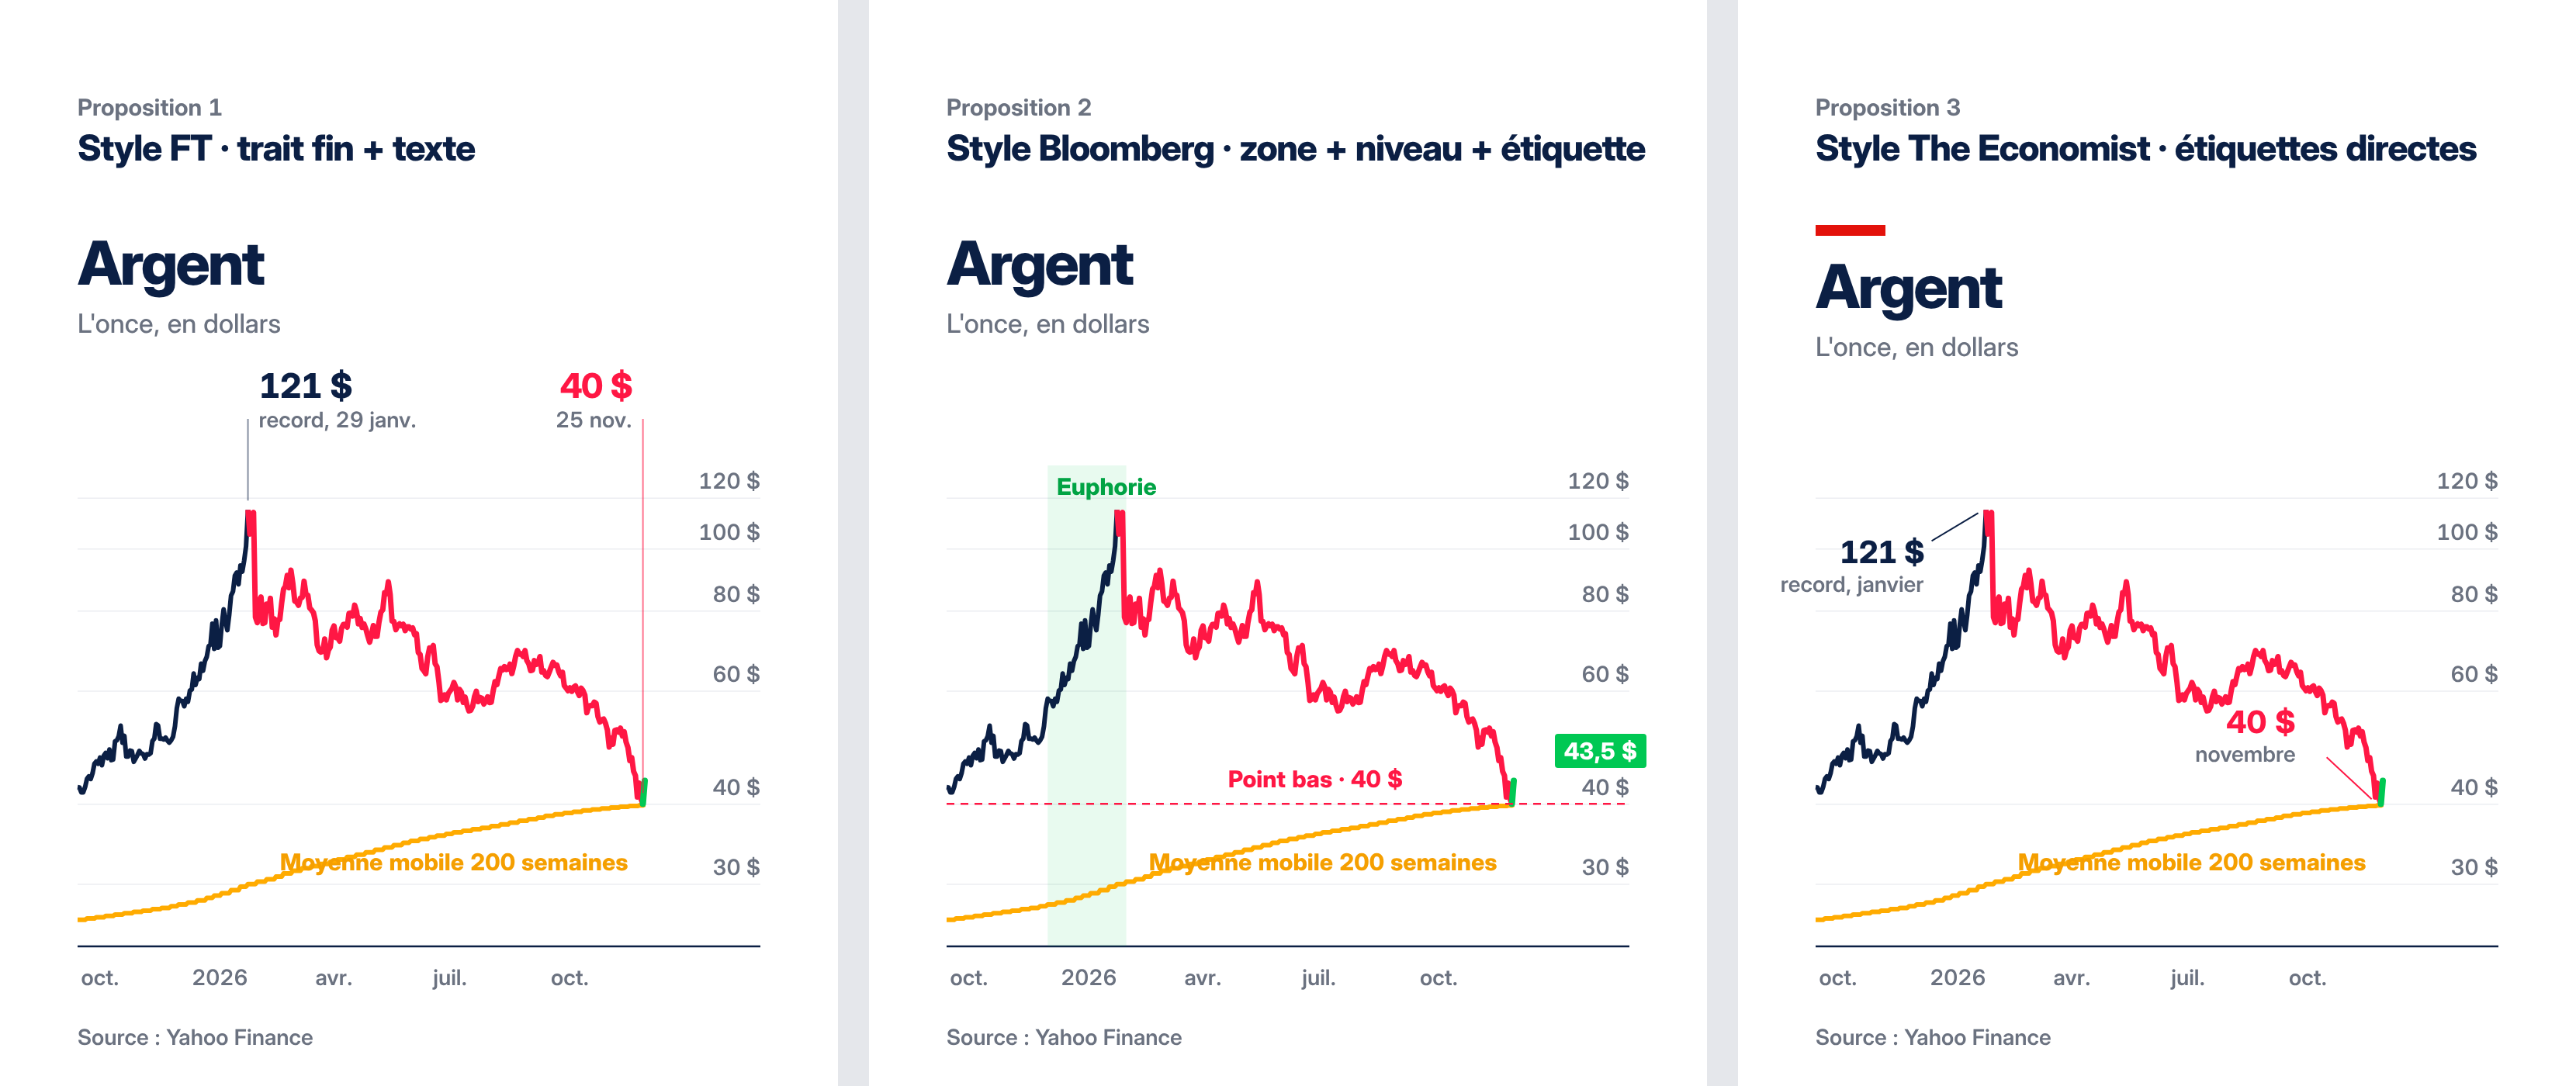 Proposition 1
Style FT · trait fin + texte
Argent
L'once, en dollars
121 $
record, 29 janv.
40 $
25 nov.
120 $
100 $
80 $
60 $
40 $
30 $
Moyenne mobile 200 semaines
oct.
2026
avr.
juil.
oct.
Source : Yahoo Finance
Proposition 2
Style Bloomberg · zone + niveau + étiquette
Argent
L'once, en dollars
Euphorie
120 $
100 $
80 $
60 $
43,5 $
Point bas · 40 $
40 $
30 $
Moyenne mobile 200 semaines
oct.
2026
avr.
juil.
oct.
Source : Yahoo Finance
Proposition 3
Style The Economist · étiquettes directes
Argent
L'once, en dollars
121 $
record, janvier
120 $
100 $
80 $
60 $
40 $
novembre
40 $
30 $
Moyenne mobile 200 semaines
oct.
2026
avr.
juil.
oct.
Source : Yahoo Finance